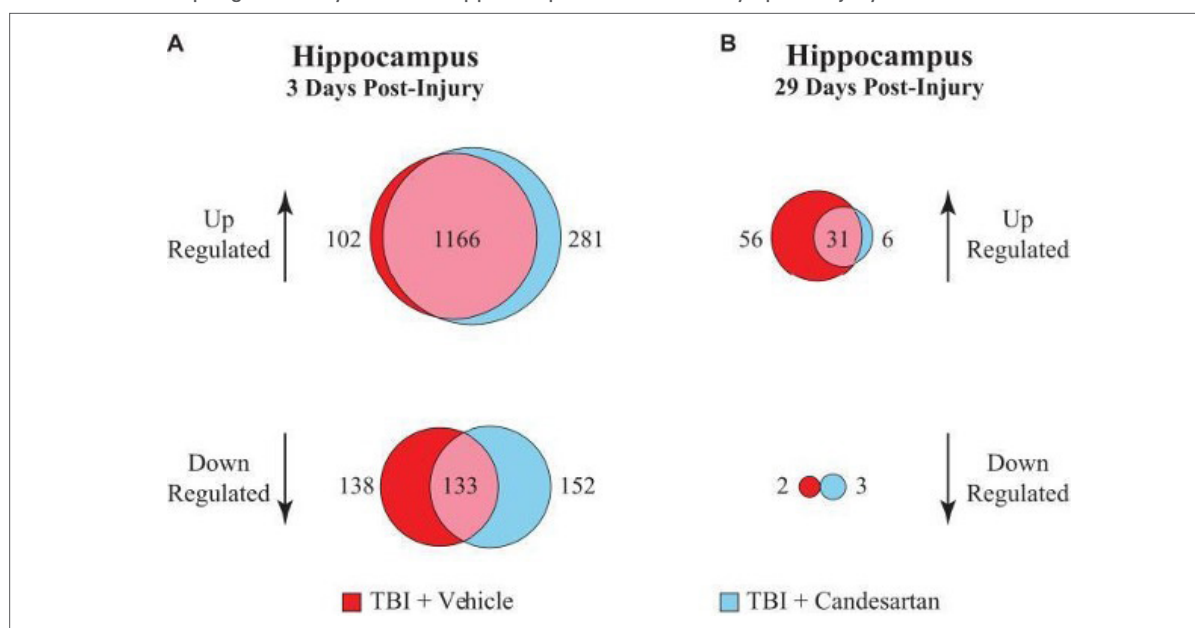 A
Hippocampus
3 Days Post-Injury
B
Hippocampus
29 Days Post-Injury
Up
Regulated
102
1166
281
56
31
6
Up
Regulated
Down
Regulated
138
133
152
2
3
Down
Regulated
TBI + Vehicle
TBI + Candesartan